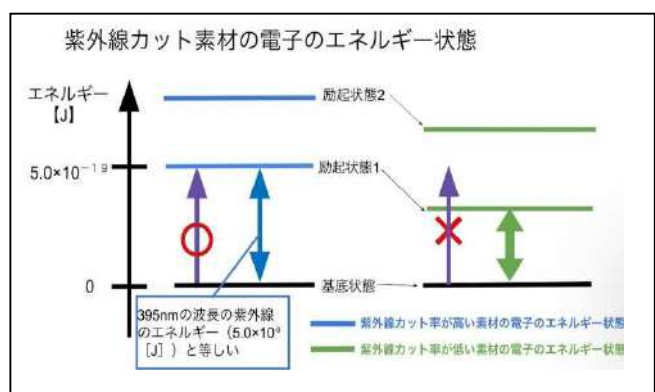 紫外線カット素材の電子のエネルギー状態
エネルギー
【J】
励起状態2
5.0×10⁻¹⁹
励起状態1
0
基底状態
395nmの波長の紫外線
のエネルギー（5.0×10⁹
［J］）と等しい
紫外線カット率が高い素材の電子のエネルギー状態
紫外線カット率が低い素材の電子のエネルギー状態